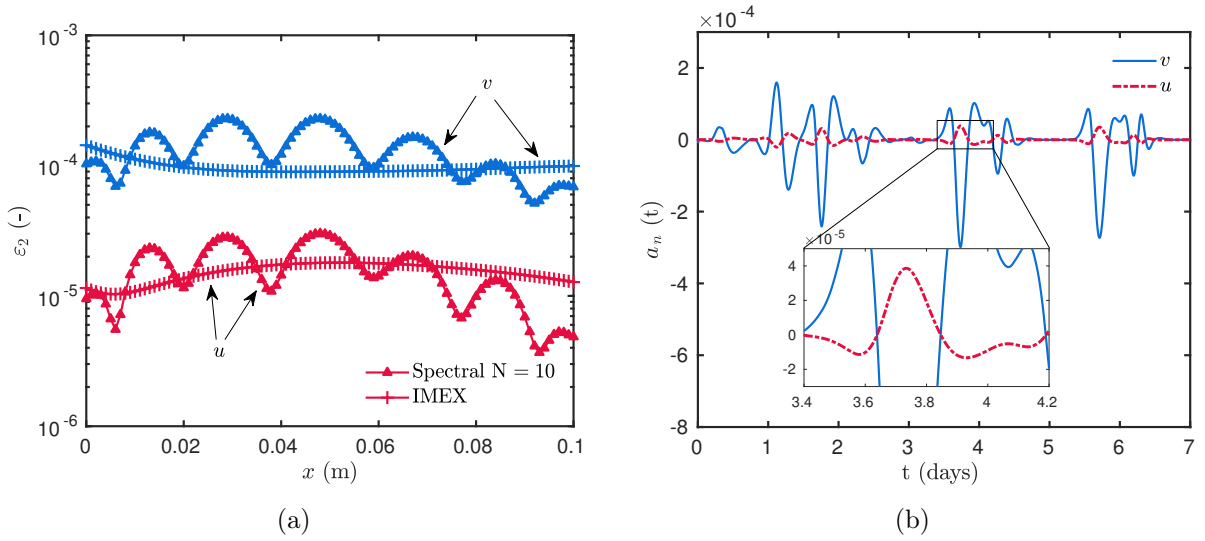 10^-3
10^-4
10^-5
10^-6
ε₂ (-)
v
u
Spectral N = 10
IMEX
0 0.02 0.04 0.06 0.08 0.1
x (m)
(a)
×10^-4
2
0
-2
-4
-6
-8
a_n (t)
v
u
×10^-5
4
2
0
-2
3.4 3.6 3.8 4 4.2
0 1 2 3 4 5 6 7
t (days)
(b)